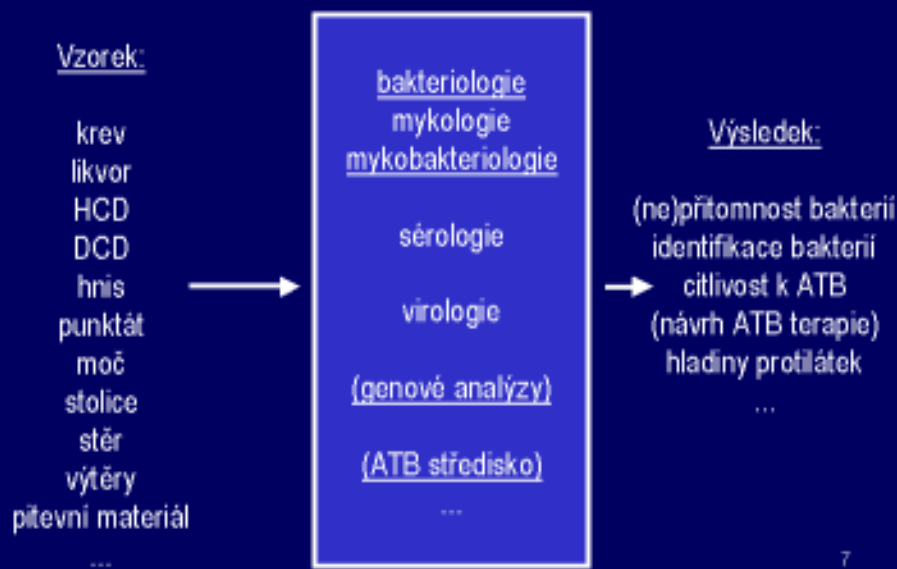 Vzorek:
krev
likvor
HCD
DCD
hnis
punktát
moč
stolice
stěr
výtěry
pitevní materiál
...
bakteriologie
mykologie
mykobakteriologie
sérologie
virologie
(genové analýzy)
(ATB středisko)
...
Výsledek:
(ne)přítomnost bakterií
identifikace bakterií
citlivost k ATB
(návrh ATB terapie)
hladiny protilátek
...
7